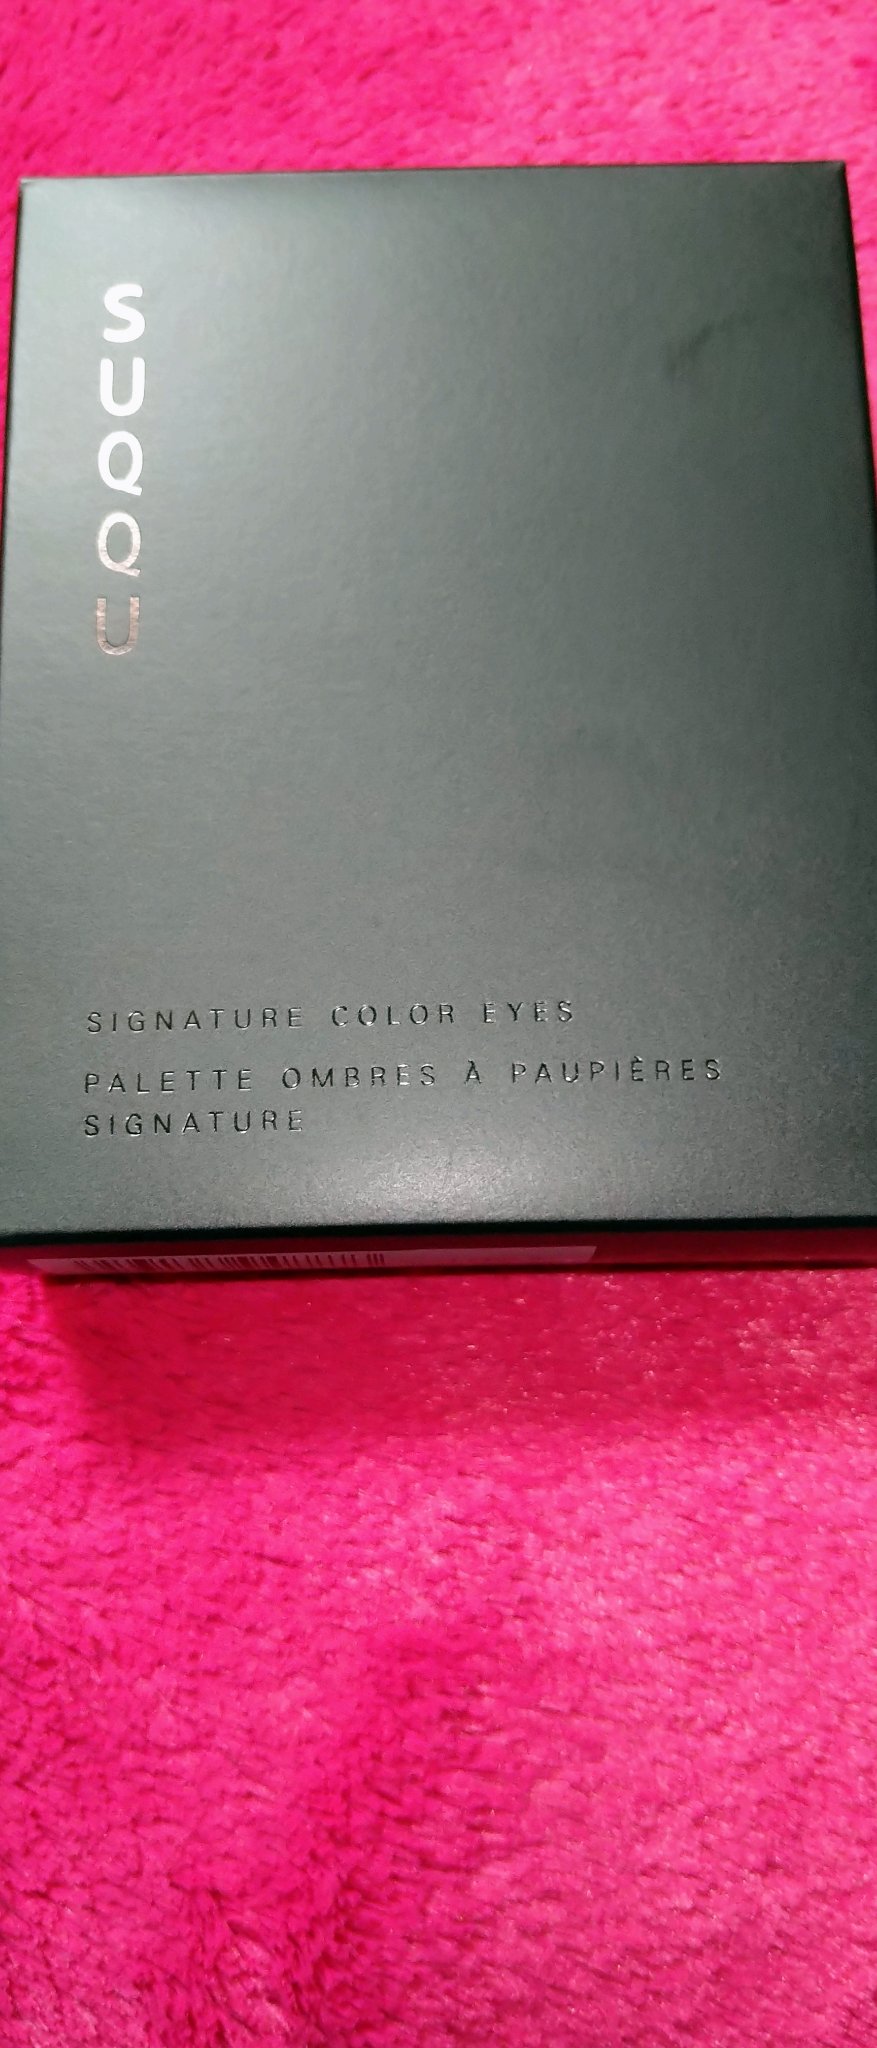 SUQQU
SIGNATURE COLOR EYES
PALETTE OMBRES À PAUPIÈRES
SIGNATURE